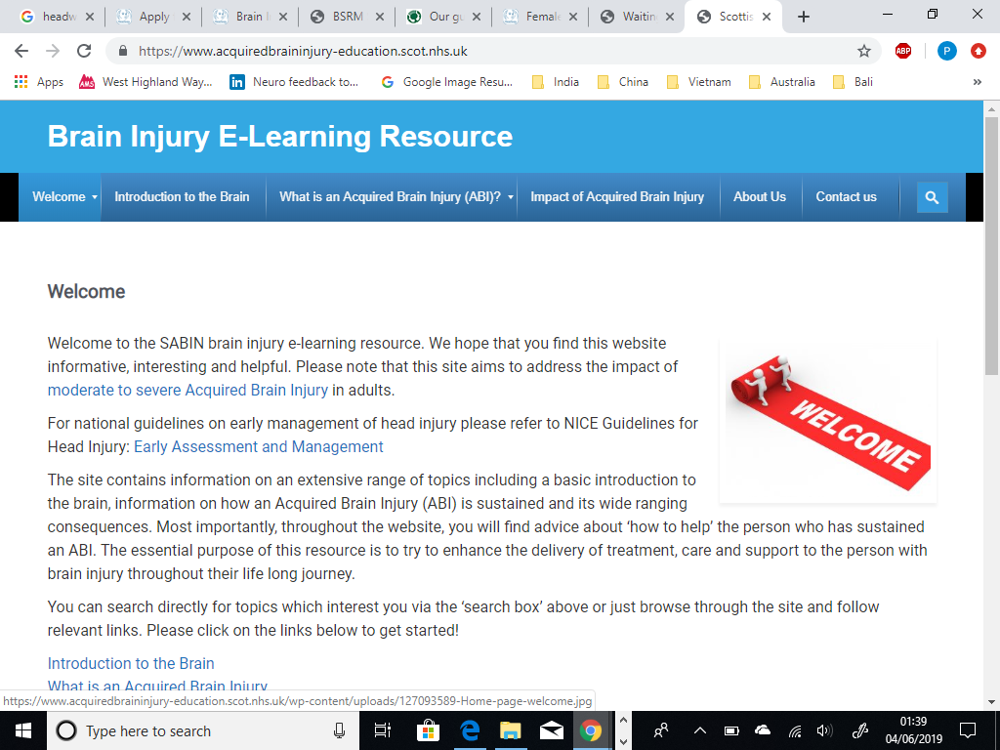 headw
Apply
Brain I
BSRM
Our gu
Female
Waitin
Scottis
https://www.acquiredbraininjury-education.scot.nhs.uk
ABP
P
Apps
AMS
West Highland Way...
in
Neuro feedback to...
Google Image Resu...
India
China
Vietnam
Australia
Bali
»
Brain Injury E-Learning Resource
Welcome
Introduction to the Brain
What is an Acquired Brain Injury (ABI)?
Impact of Acquired Brain Injury
About Us
Contact us
Welcome
Welcome to the SABIN brain injury e-learning resource. We hope that you find this website
informative, interesting and helpful. Please note that this site aims to address the impact of
moderate to severe Acquired Brain Injury in adults.
WELCOME
For national guidelines on early management of head injury please refer to NICE Guidelines for
Head Injury: Early Assessment and Management
The site contains information on an extensive range of topics including a basic introduction to
the brain, information on how an Acquired Brain Injury (ABI) is sustained and its wide ranging
consequences. Most importantly, throughout the website, you will find advice about ‘how to help’ the person who has sustained
an ABI. The essential purpose of this resource is to try to enhance the delivery of treatment, care and support to the person with
brain injury throughout their life long journey.
You can search directly for topics which interest you via the ‘search box’ above or just browse through the site and follow
relevant links. Please click on the links below to get started!
Introduction to the Brain
What is an Acquired Brain Injury
https://www.acquiredbraininjury-education.scot.nhs.uk/wp-content/uploads/127093589-Home-page-welcome.jpg
Type here to search
01:39
04/06/2019